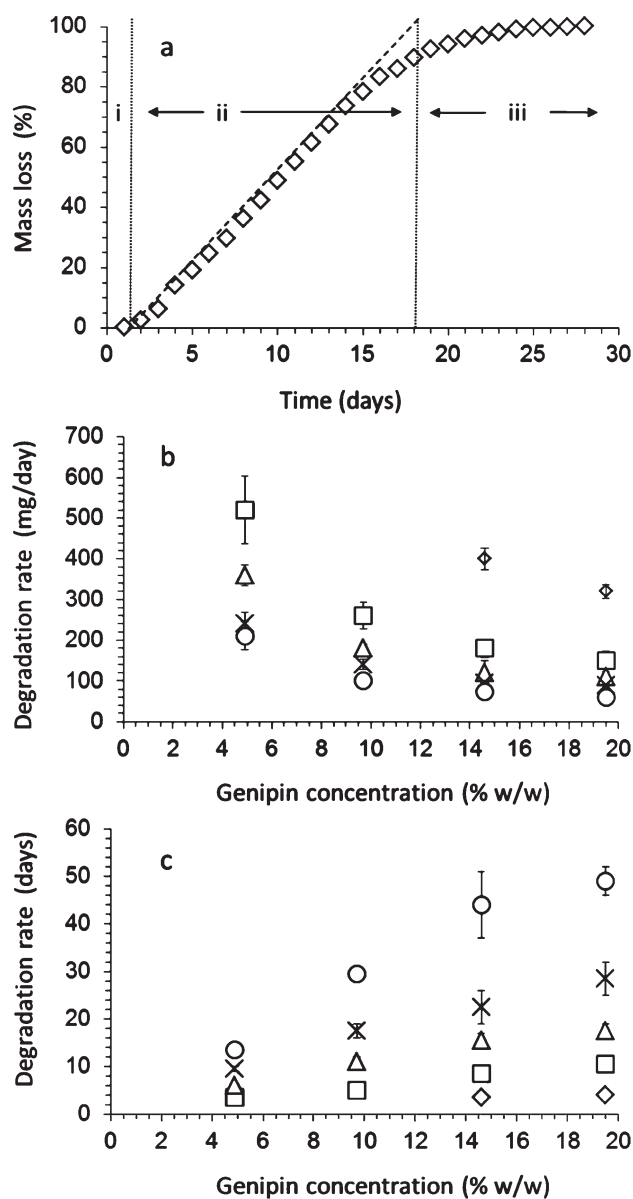 a
100
80
60
40
20
0
Mass loss (%)
i
ii
iii
0 5 10 15 20 25 30
Time (days)
b
700
600
500
400
300
200
100
0
Degradation rate (mg/day)
0 2 4 6 8 10 12 14 16 18 20
Genipin concentration (% w/w)
c
60
50
40
30
20
10
0
Degradation rate (days)
0 2 4 6 8 10 12 14 16 18 20
Genipin concentration (% w/w)